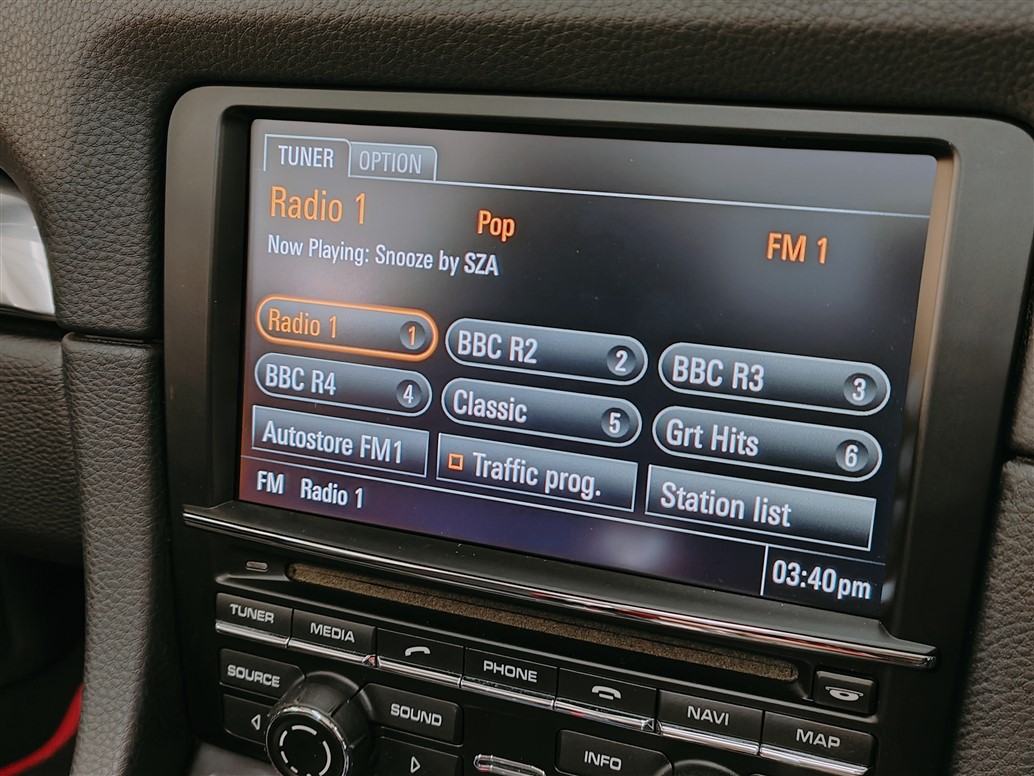 TUNER OPTION
Radio 1 Pop FM 1
Now Playing: Snooze by SZA
Radio 1 1 BBC R2 2 BBC R3 3
BBC R4 4 Classic 5 Grt Hits 6
Autostore FM1 Traffic prog. Station list
FM Radio 1
03:40pm
TUNER MEDIA PHONE NAVI MAP
SOURCE SOUND INFO